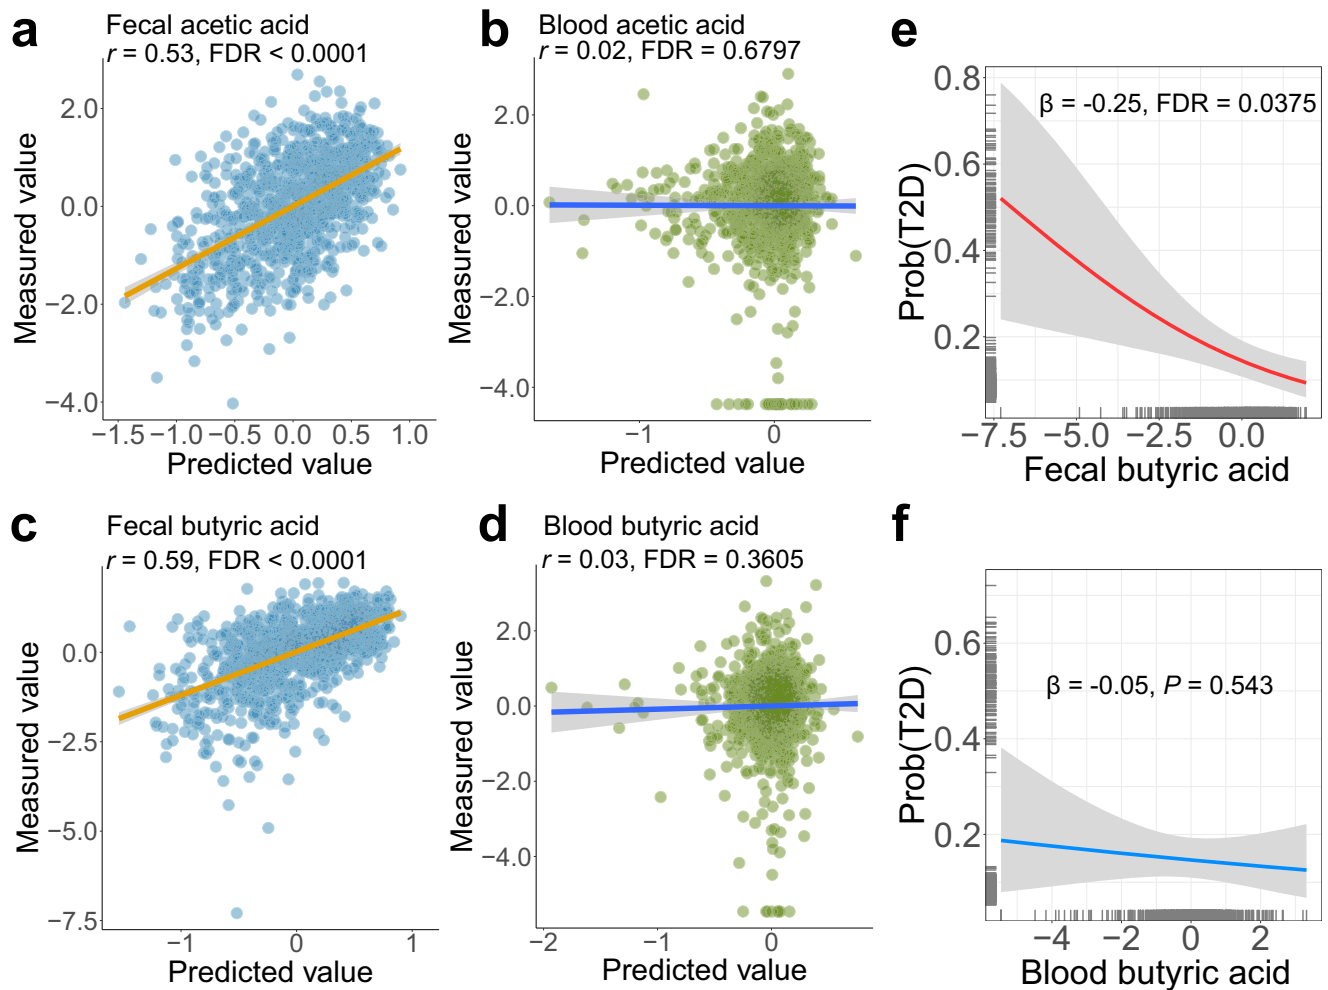 a
Fecal acetic acid
r = 0.53, FDR < 0.0001
Measured value
2.0
0.0
−2.0
−4.0
−1.5 −1.0 −0.5 0.0 0.5 1.0
Predicted value
b
Blood acetic acid
r = 0.02, FDR = 0.6797
Measured value
2.0
0.0
−2.0
−4.0
−1 0
Predicted value
e
β = -0.25, FDR = 0.0375
Prob(T2D)
0.8
0.6
0.4
0.2
−7.5 −5.0 −2.5 0.0
Fecal butyric acid
c
Fecal butyric acid
r = 0.59, FDR < 0.0001
Measured value
0.0
−2.5
−5.0
−7.5
−1 0 1
Predicted value
d
Blood butyric acid
r = 0.03, FDR = 0.3605
Measured value
2.0
0.0
−2.0
−4.0
−2 −1 0
Predicted value
f
β = -0.05, P = 0.543
Prob(T2D)
0.6
0.4
0.2
−4 −2 0 2
Blood butyric acid